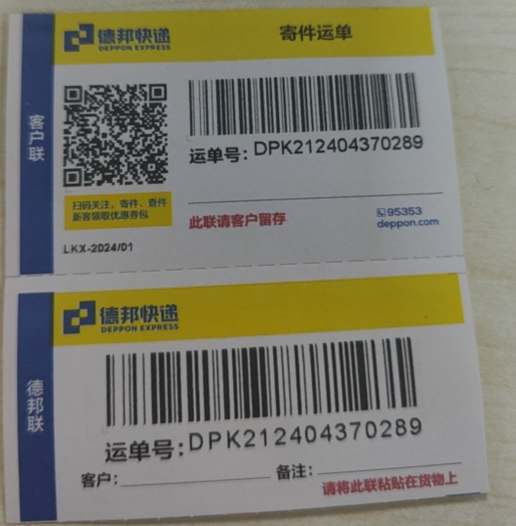 德邦快递
DEPPON EXPRESS
寄件运单
客户联
运单号：DPK212404370289
扫码关注，寄件、查件
新客领取优惠券包
此联请客户留存
95353
deppon.com
LKX-2024/01
德邦快递
DEPPON EXPRESS
德邦联
运单号：DPK212404370289
客户：
备注：
请将此联粘贴在货物上